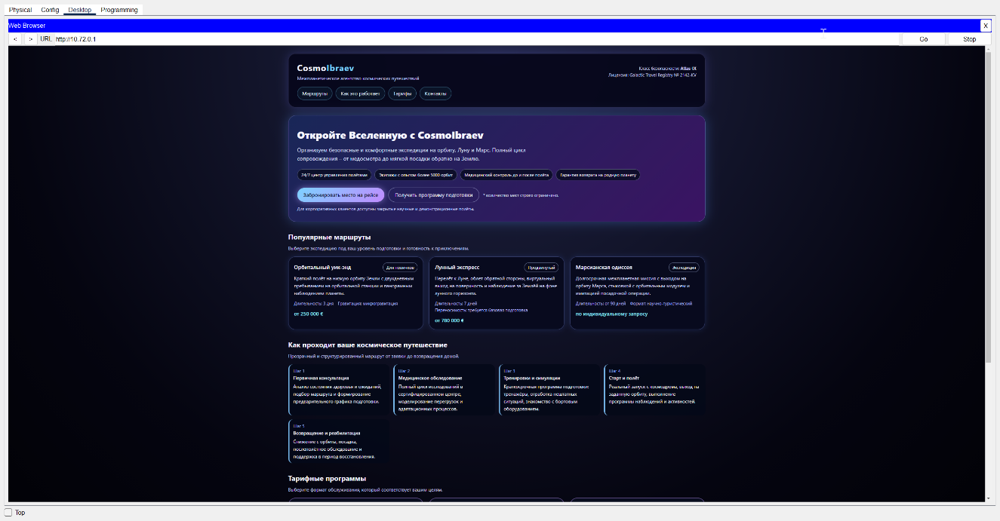 Physical Config Desktop Programming
Web Browser X
< > URL http://10.72.0.1 Go Stop
CosmoIbraev
Межпланетическое агентство космических путешествий
Класс безопасности: Atlas-IX
Лицензия: Galactic Travel Registry № 2142-KV
Маршруты Как это работает Тарифы Контакты
Откройте Вселенную с CosmoIbraev
Организуем безопасные и комфортные экспедиции на орбиту, Луну и Марс. Полный цикл
сопровождения – от медосмотра до мягкой посадки обратно на Землю.
24/7 центр управления полётами Экипажи с опытом более 5000 орбит Медицинский контроль до и после полёта Гарантия возврата на родную планету
Забронировать место на рейсе Получить программу подготовки * количество мест строго ограничено.
Для корпоративных клиентов доступны закрытые научные и демонстрационные полёты.
Популярные маршруты
Выберите экспедицию под ваш уровень подготовки и готовность к приключениям.
Орбитальный уик-энд Для новичков
Краткий полёт на низкую орбиту Земли с двухдневным
пребыванием на орбитальной станции и панорамным
наблюдением планеты.
Длительность: 3 дня Гравитация: микрогравитация
от 250 000 €
Лунный экспресс Продвинутый
Перелёт к Луне, облет обратной стороны, виртуальный
выход на поверхность и наблюдение за Землёй на фоне
лунного горизонта.
Длительность: 7 дней
Переносимость: требуется базовая подготовка
от 780 000 €
Марсианская одиссея Экспедиция
Долгосрочная межпланетная миссия с выходом на
орбиту Марса, стыковкой с орбитальным модулем и
имитацией посадочной операции.
Длительность: от 90 дней Формат: научно-туристический
по индивидуальному запросу
Как проходит ваше космическое путешествие
Прозрачный и структурированный маршрут от заявки до возвращения домой.
Шаг 1
Первичная консультация
Анализ состояния здоровья и ожиданий,
подбор маршрута и формирование
предварительного графика подготовки.
Шаг 2
Медицинское обследование
Полный цикл исследований в
сертифицированном центре,
моделирование перегрузок и
адаптационных процессов.
Шаг 3
Тренировки и симуляции
Краткосрочная программа подготовки:
тренажёры, отработка нештатных
ситуаций, знакомство с бортовым
оборудованием.
Шаг 4
Старт и полёт
Реальный запуск с космодрома, выход на
заданную орбиту, выполнение
программы наблюдений и активностей.
Шаг 5
Возвращение и реабилитация
Снижение с орбиты, посадка,
послеполётное обследование и
поддержка в период восстановления.
Тарифные программы
Выберите формат обслуживания, который соответствует вашим целям.
Top